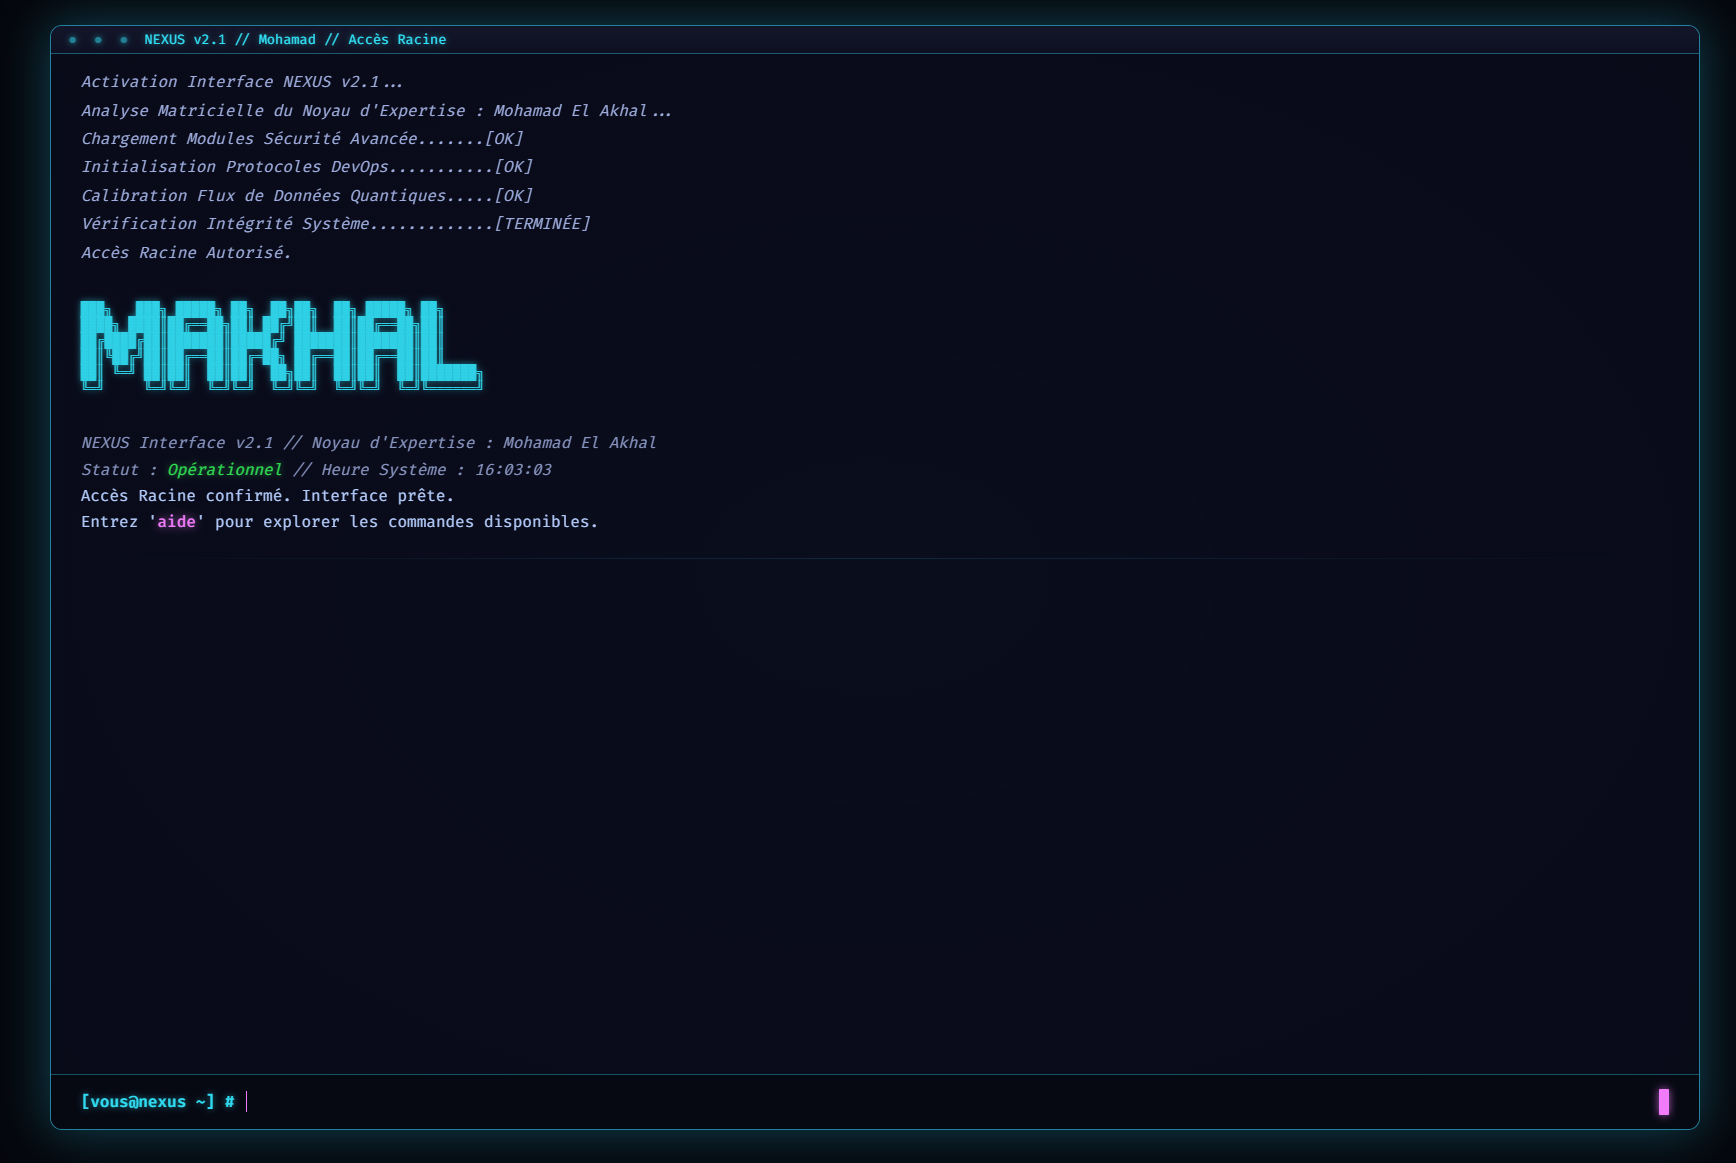 NEXUS v2.1 // Mohamad // Accès Racine
Activation Interface NEXUS v2.1...
Analyse Matricielle du Noyau d'Expertise : Mohamad El Akhal...
Chargement Modules Sécurité Avancée.......[OK]
Initialisation Protocoles DevOps...........[OK]
Calibration Flux de Données Quantiques.....[OK]
Vérification Intégrité Système.............[TERMINÉE]
Accès Racine Autorisé.
MAKHAL
NEXUS Interface v2.1 // Noyau d'Expertise : Mohamad El Akhal
Statut : Opérationnel // Heure Système : 16:03:03
Accès Racine confirmé. Interface prête.
Entrez 'aide' pour explorer les commandes disponibles.
[vous@nexus ~] #